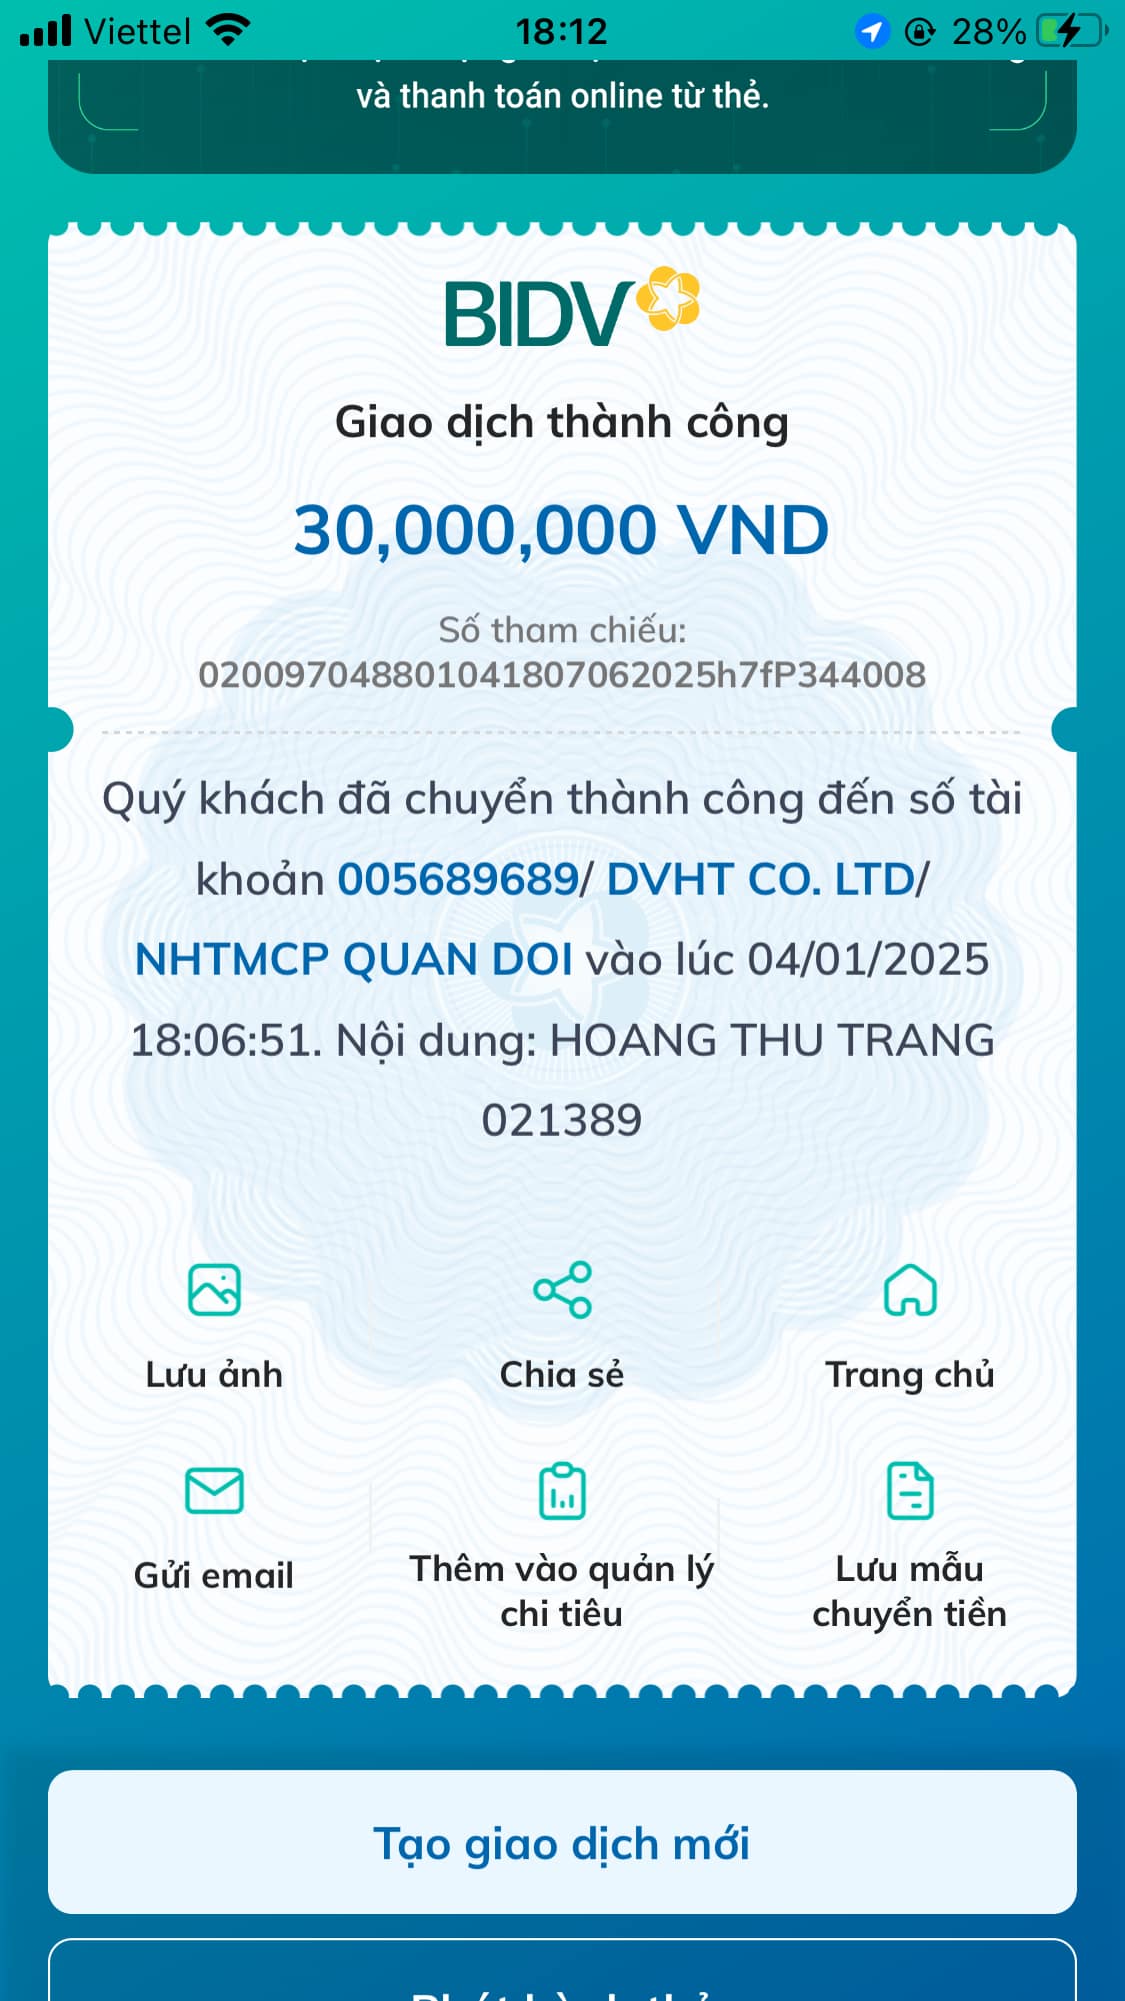 Viettel 18:12 28%
và thanh toán online từ thẻ.
BIDV
Giao dịch thành công
30,000,000 VND
Số tham chiếu:
020097048801041807062025h7fP344008
Quý khách đã chuyển thành công đến số tài
khoản 005689689/ DVHT CO. LTD/
NHTMCP QUAN DOI vào lúc 04/01/2025
18:06:51. Nội dung: HOANG THU TRANG
021389
Lưu ảnh Chia sẻ Trang chủ
Gửi email Thêm vào quản lý Lưu mẫu
chi tiêu chuyển tiền
Tạo giao dịch mới